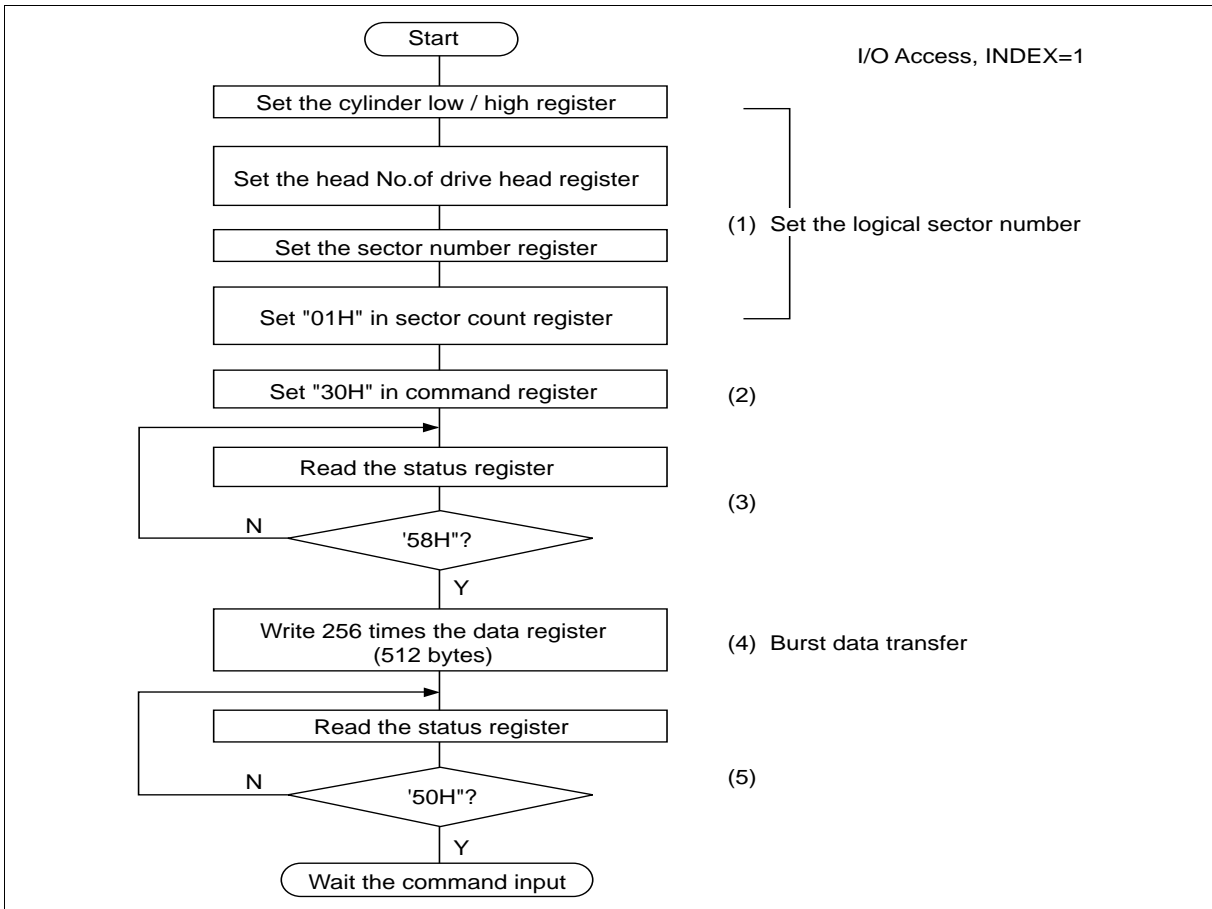 Start
I/O Access, INDEX=1
Set the cylinder low / high register
Set the head No.of drive head register
(1) Set the logical sector number
Set the sector number register
Set "01H" in sector count register
Set "30H" in command register
(2)
Read the status register
(3)
N
'58H"?
Y
Write 256 times the data register
(512 bytes)
(4) Burst data transfer
Read the status register
N
'50H"?
(5)
Y
Wait the command input